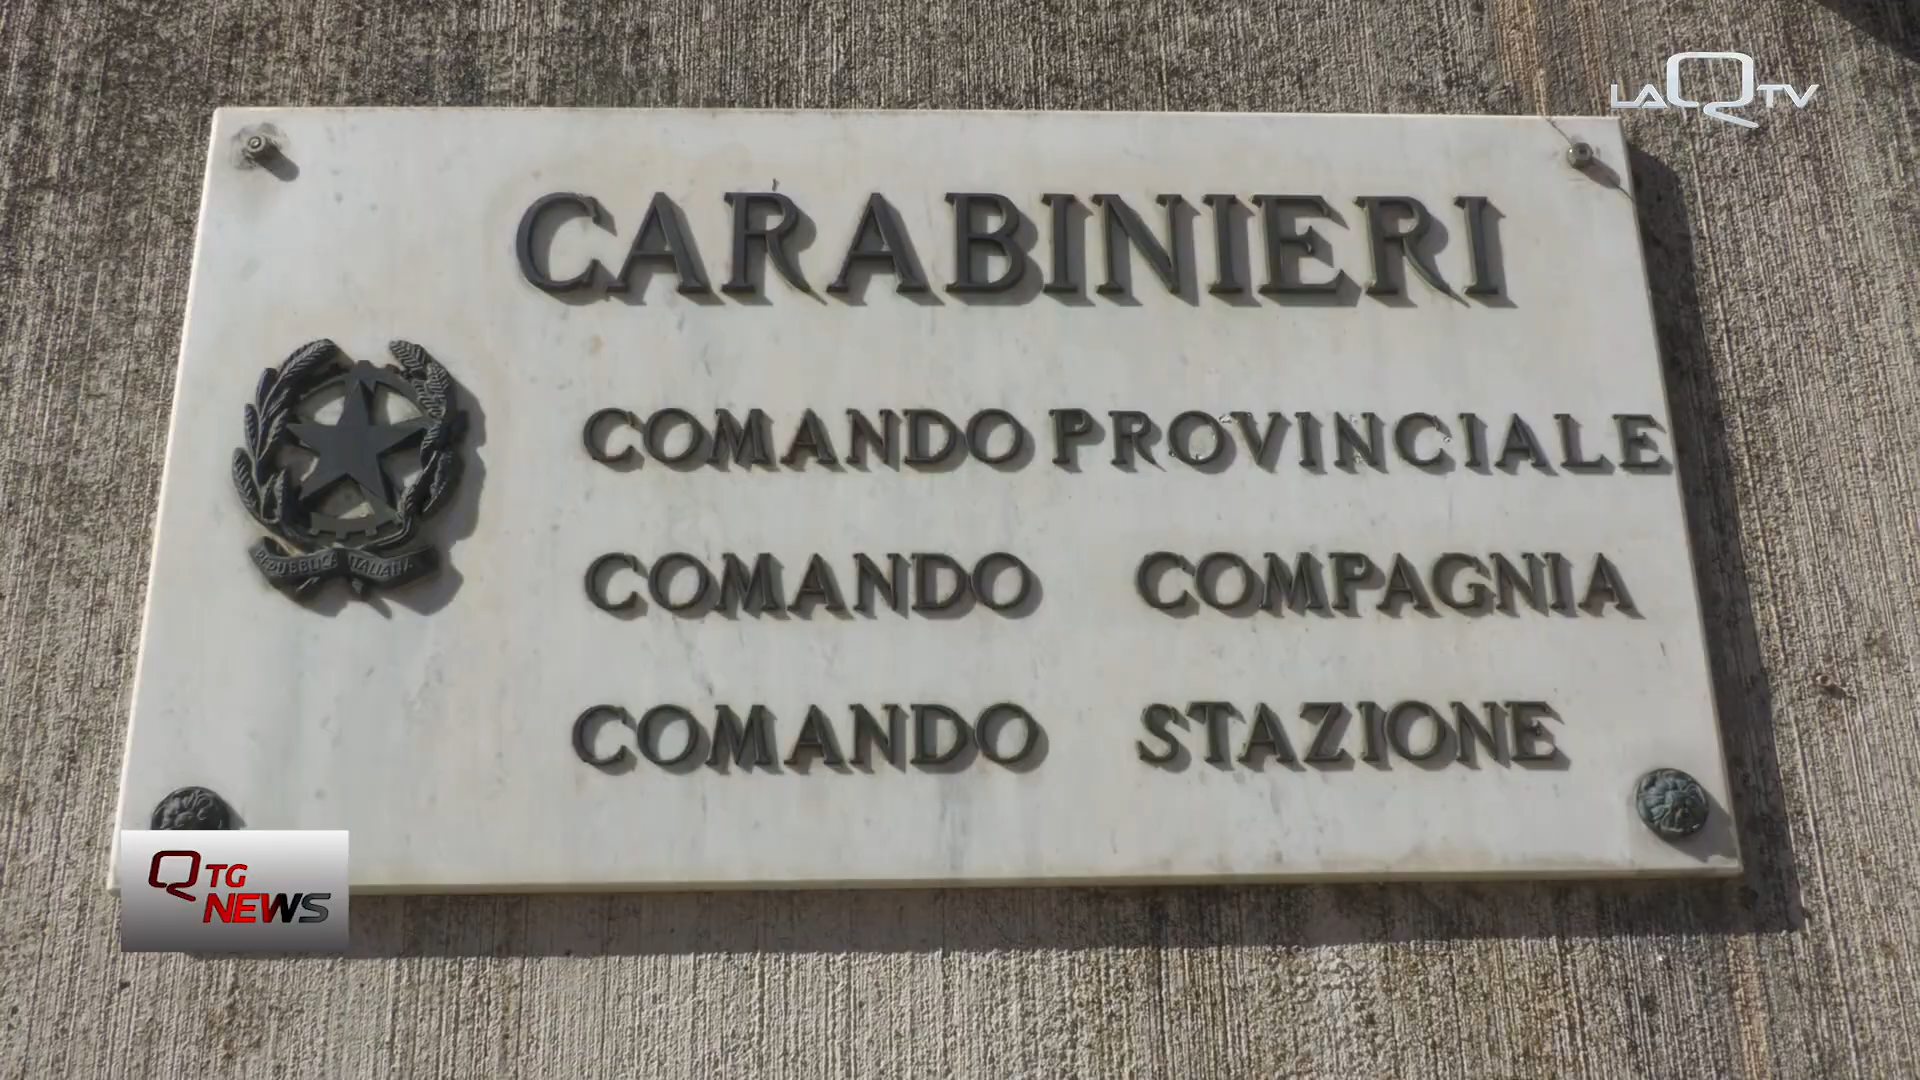 LAQTV
CARABINIERI
COMANDO PROVINCIALE
COMANDO COMPAGNIA
COMANDO STAZIONE
REPUBBLICA ITALIANA
QTG
NEWS